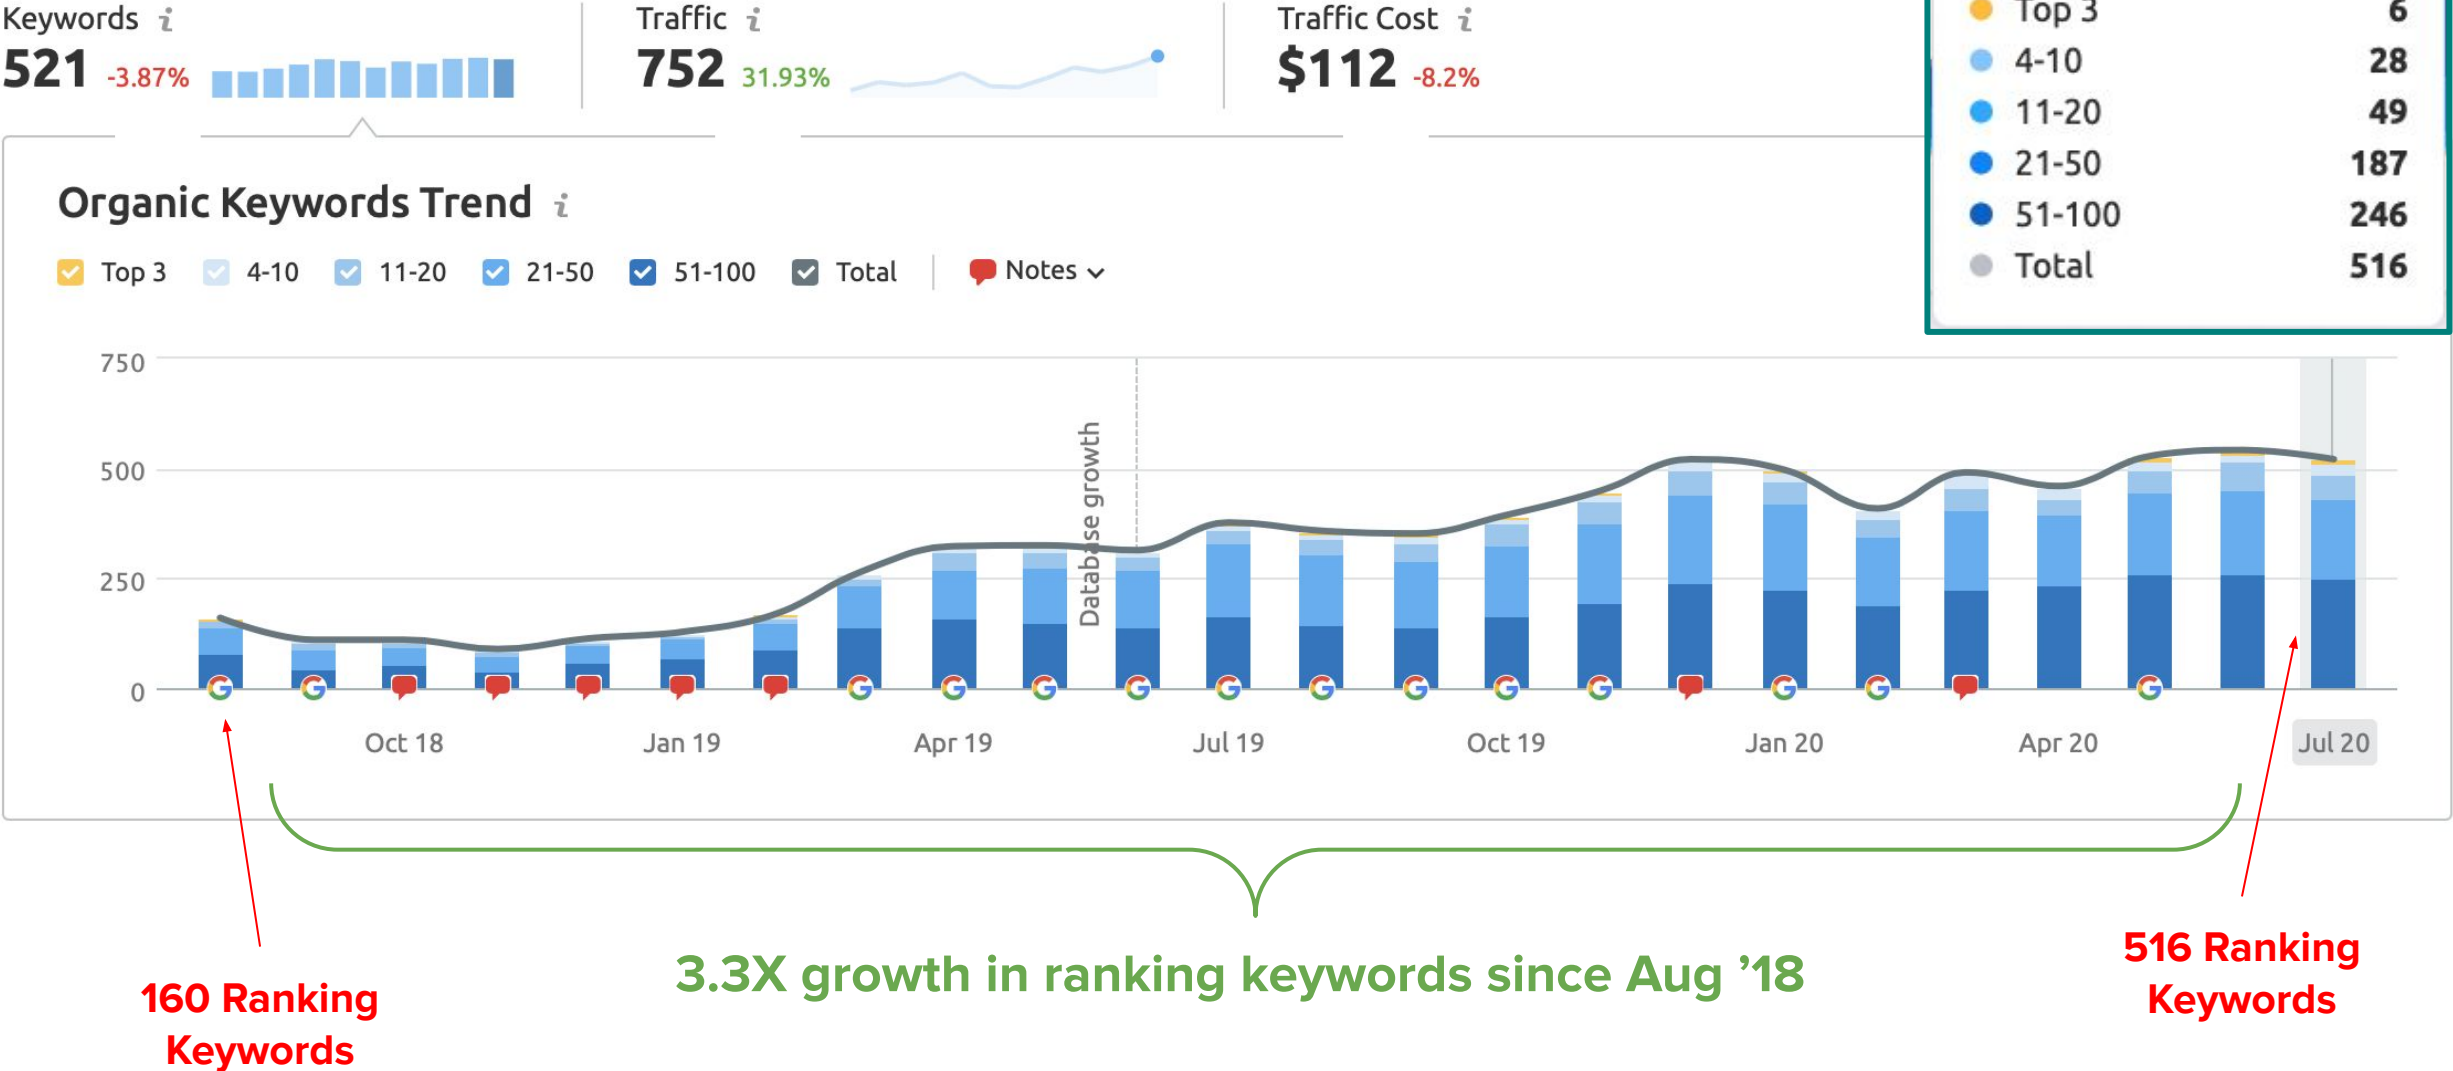 Keywords i
521 -3.87%
Traffic i
752 31.93%
Traffic Cost i
$112 -8.2%
Top 3 6
4-10 28
11-20 49
21-50 187
51-100 246
Total 516
Organic Keywords Trend i
Top 3 4-10 11-20 21-50 51-100 Total Notes
750
500
250
0
Database growth
Oct 18 Jan 19 Apr 19 Jul 19 Oct 19 Jan 20 Apr 20 Jul 20
160 Ranking
Keywords
3.3X growth in ranking keywords since Aug ’18
516 Ranking
Keywords